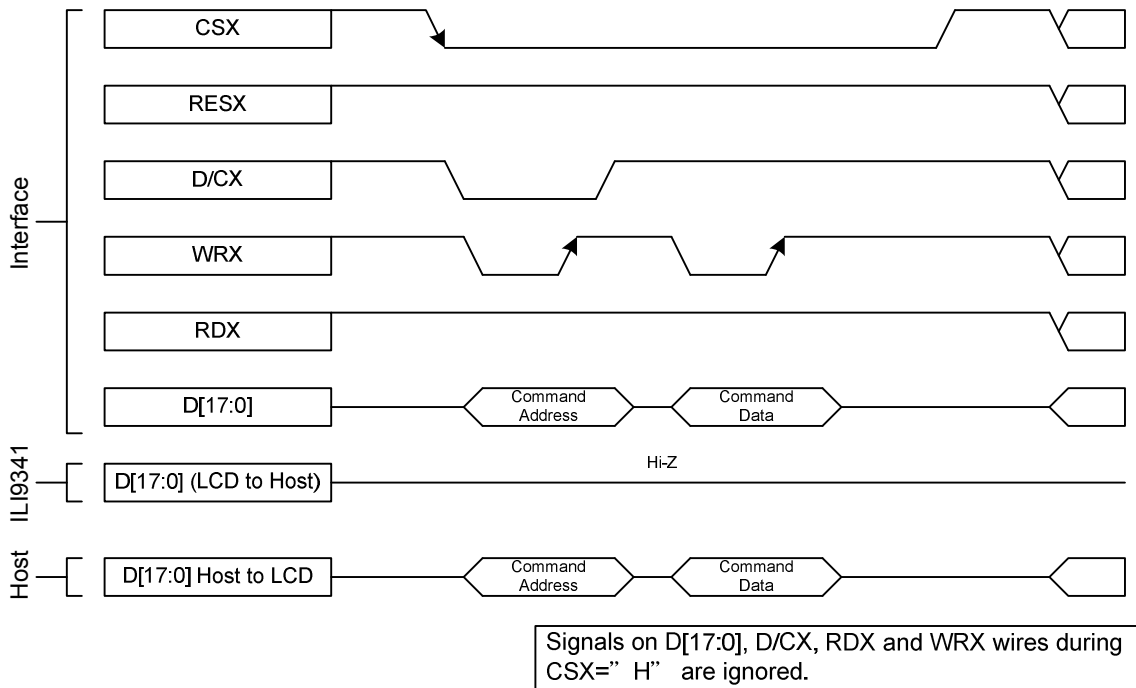 Interface
CSX
RESX
D/CX
WRX
RDX
D[17:0]
Command
Address
Command
Data
ILI9341
D[17:0] (LCD to Host)
Hi-Z
Host
D[17:0] Host to LCD
Command
Address
Command
Data
Signals on D[17:0], D/CX, RDX and WRX wires during
CSX=” H” are ignored.